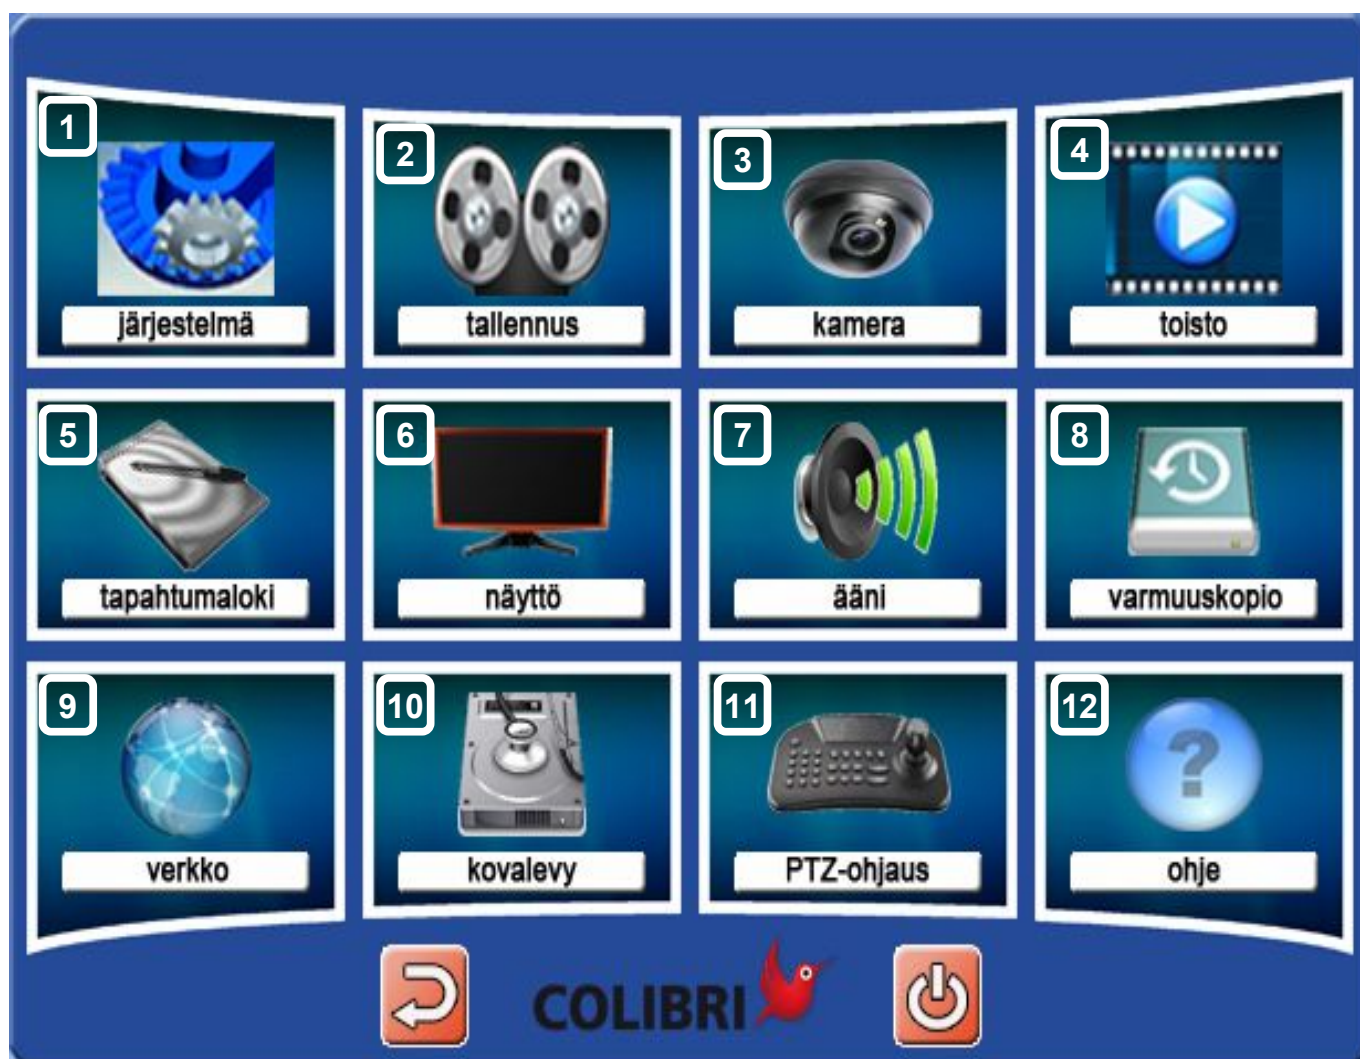 1
järjestelmä
2
tallennus
3
kamera
4
toisto
5
tapahtumaloki
6
näyttö
7
ääni
8
varmuuskopio
9
verkko
10
kovalevy
11
PTZ-ohjaus
12
?
ohje
COLIBRI